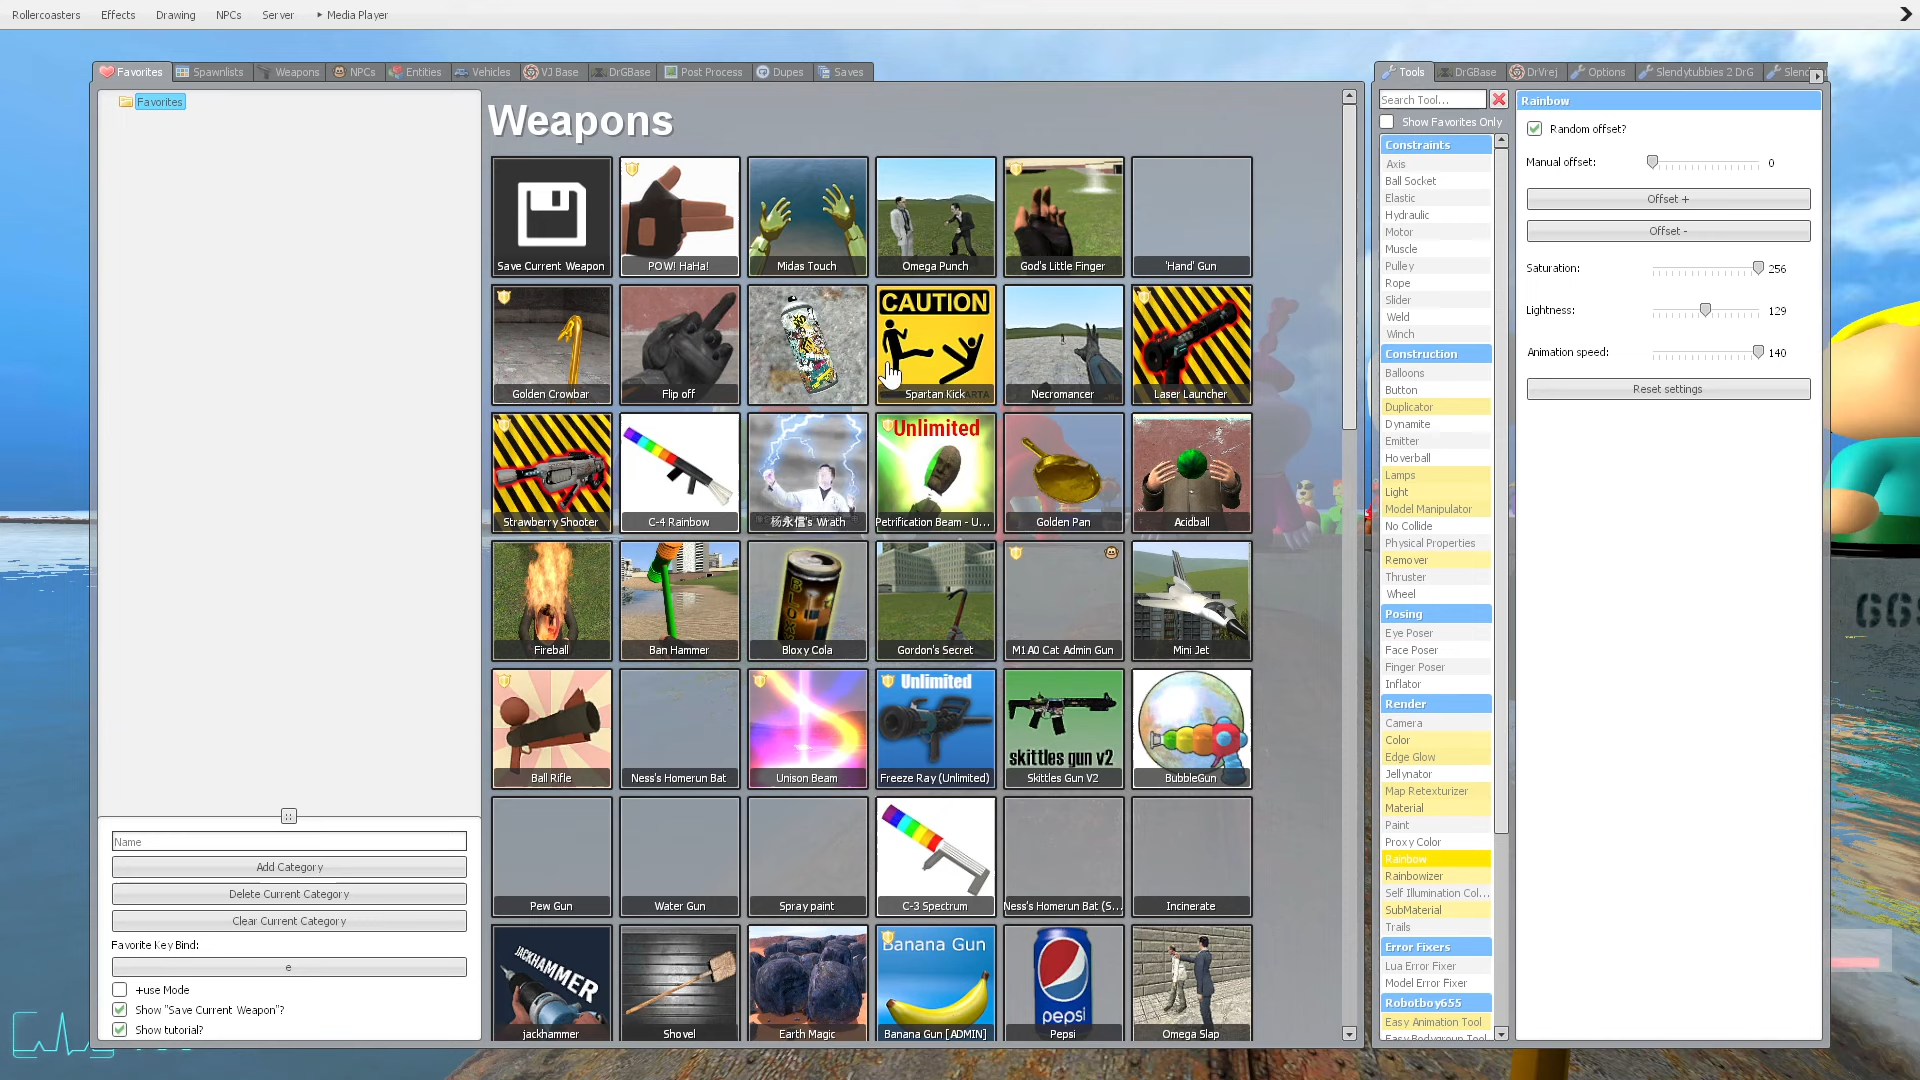 Rollercoasters Effects Drawing NPCs Server Media Player
Favorites Spawnlists Weapons NPCs Entities Vehicles VJ Base DrGBase Post Process Dupes Saves
Favorites
Weapons
Save Current Weapon POW! HaHa! Midas Touch Omega Punch God's Little Finger 'Hand' Gun
CAUTION
Golden Crowbar Flip off Spartan Kick Necromancer Laser Launcher
Unlimited
Strawberry Shooter C-4 Rainbow 杨永信's Wrath Petrification Beam - U... Golden Pan Acidball
Fireball Ban Hammer Bloxy Cola Gordon's Secret M1A0 Cat Admin Gun Mini Jet
Unlimited
skittles gun v2
Ball Rifle Ness's Homerun Bat Unison Beam Freeze Ray (Unlimited) Skittles Gun V2 BubbleGun
Pew Gun Water Gun Spray paint C-3 Spectrum Ness's Homerun Bat (S... Incinerate
JACKHAMMER
Banana Gun
pepsi
jackhammer Shovel Earth Magic Banana Gun [ADMIN] Pepsi Omega Slap
Name
Add Category
Delete Current Category
Clear Current Category
Favorite Key Bind:
e
+use Mode
Show "Save Current Weapon"?
Show tutorial?
Tools DrGBase DrVrej Options Slendytubbies 2 DrG
Search Tool...
Show Favorites Only
Constraints
Axis
Ball Socket
Elastic
Hydraulic
Motor
Muscle
Pulley
Rope
Slider
Weld
Winch
Construction
Balloons
Button
Duplicator
Dynamite
Emitter
Hoverball
Lamps
Light
Model Manipulator
No Collide
Physical Properties
Remover
Thruster
Wheel
Posing
Eye Poser
Face Poser
Finger Poser
Inflator
Render
Camera
Color
Edge Glow
Jellynator
Map Retexturizer
Material
Paint
Proxy Color
Rainbow
Rainbowizer
Self Illumination Col...
SubMaterial
Trails
Error Fixers
Lua Error Fixer
Model Error Fixer
Robotboy655
Easy Animation Tool
Easy Bodygroup Tool
Rainbow
Random offset?
Manual offset: 0
Offset +
Offset -
Saturation: 256
Lightness: 129
Animation speed: 140
Reset settings